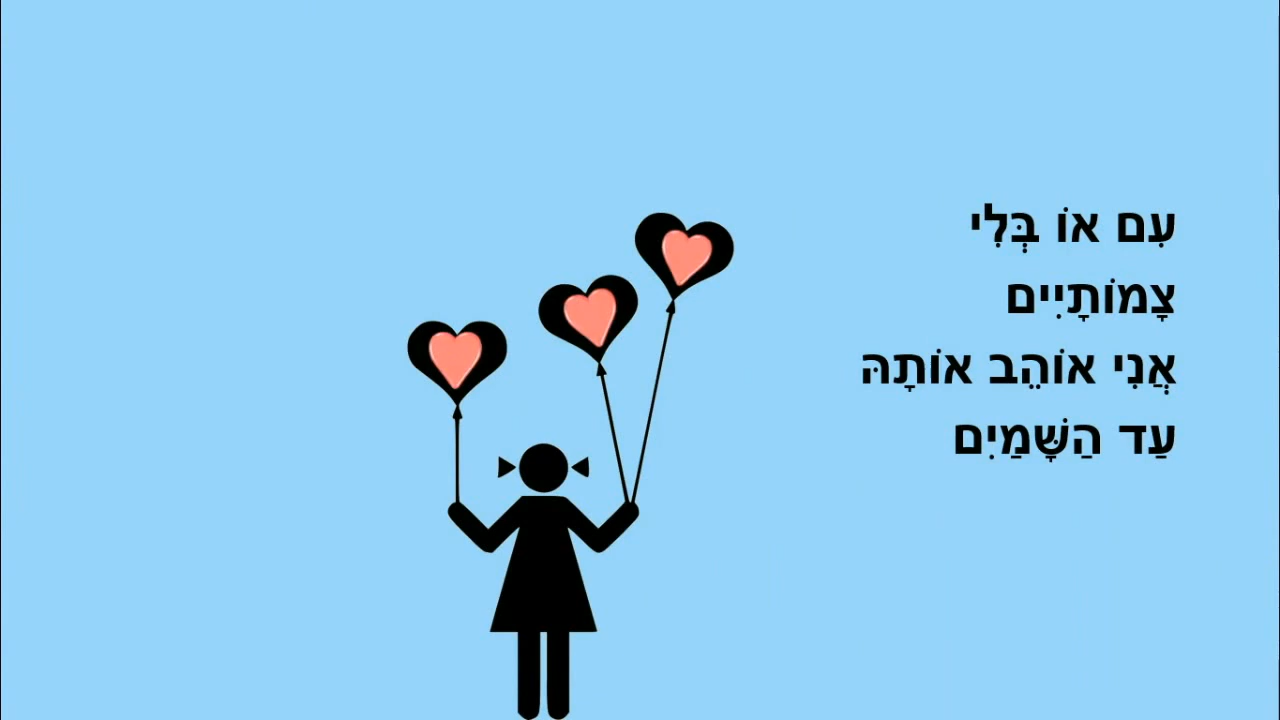 עִם אוֹ בְּלִי
צָמוֹתָיִים
אֲנִי אוֹהֵב אוֹתָהּ
עַד הַשָּׁמַיִם